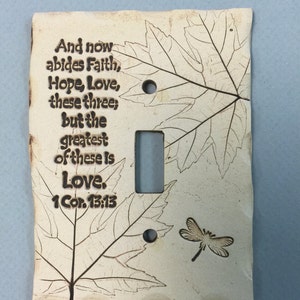 And now
abides Faith,
Hope, Love,
these three;
but the
greatest
of these is
Love.
1 Cor. 13:13